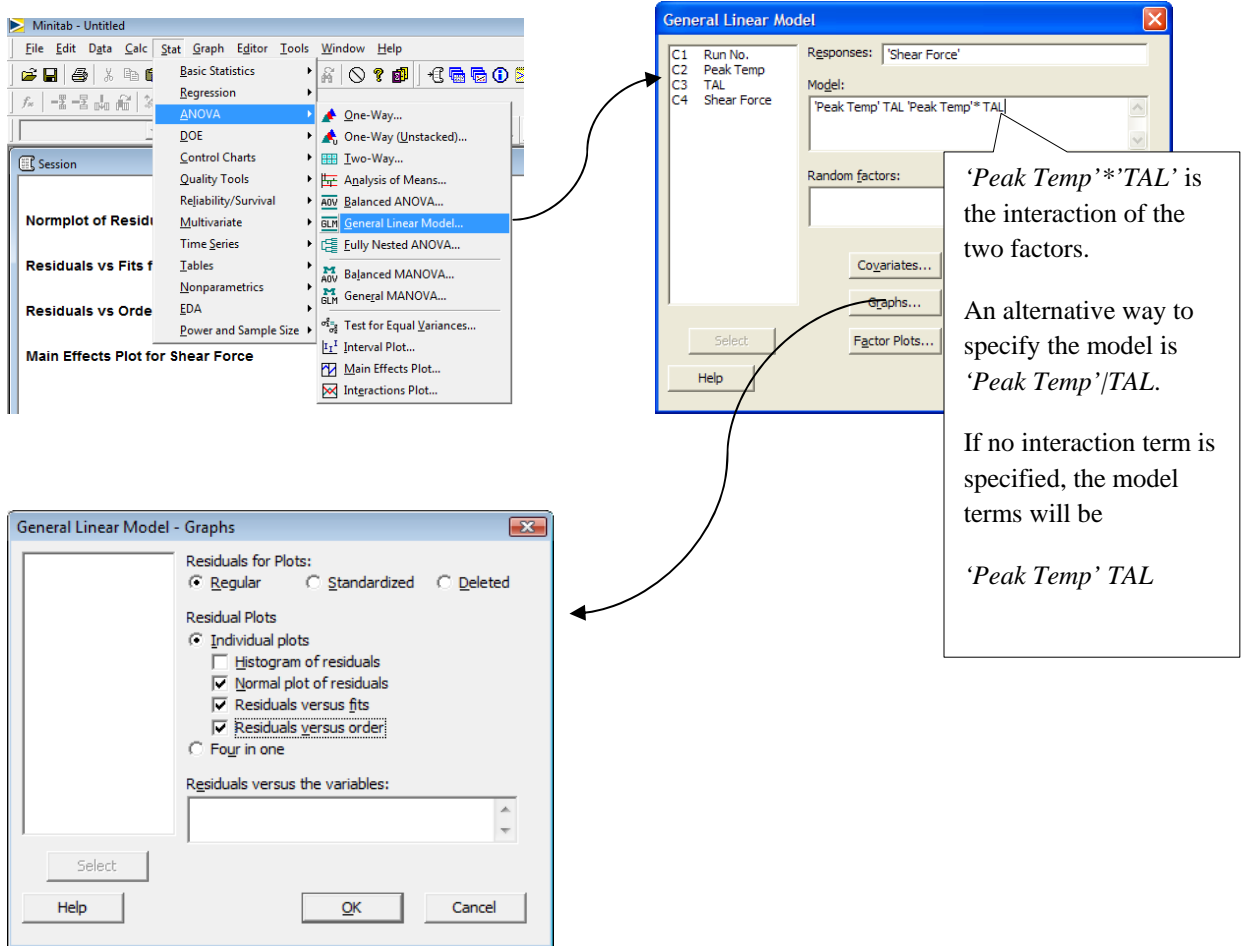 Minitab - Untitled
File Edit Data Calc Stat Graph Editor Tools Window Help
Basic Statistics
Regression
ANOVA
DOE
Control Charts
Quality Tools
Reliability/Survival
Multivariate
Time Series
Tables
Nonparametrics
EDA
Power and Sample Size
One-Way...
One-Way (Unstacked)...
Two-Way...
Analysis of Means...
AOV Balanced ANOVA...
GLM General Linear Model...
Fully Nested ANOVA...
M AOV Balanced MANOVA...
M GLM General MANOVA...
Test for Equal Variances...
Interval Plot...
Main Effects Plot...
Interactions Plot...
Session
Normplot of Residu
Residuals vs Fits f
Residuals vs Orde
Main Effects Plot for Shear Force
General Linear Model
C1 Run No.
C2 Peak Temp
C3 TAL
C4 Shear Force
Responses: 'Shear Force'
Model:
'Peak Temp' TAL 'Peak Temp'* TAL
Random factors:
Covariates...
Graphs...
Factor Plots...
Select
Help
‘Peak Temp’*’TAL’ is
the interaction of the
two factors.
An alternative way to
specify the model is
‘Peak Temp’|TAL.
If no interaction term is
specified, the model
terms will be
‘Peak Temp’ TAL
General Linear Model - Graphs
Residuals for Plots:
Regular Standardized Deleted
Residual Plots
Individual plots
Histogram of residuals
Normal plot of residuals
Residuals versus fits
Residuals versus order
Four in one
Residuals versus the variables:
Select
Help
OK
Cancel